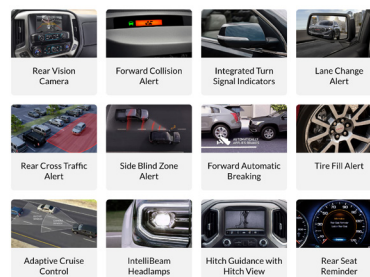 Rear Vision
Camera
Forward Collision
Alert
Integrated Turn
Signal Indicators
Lane Change
Alert
Rear Cross Traffic
Alert
Side Blind Zone
Alert
Forward Automatic
Breaking
Tire Fill Alert
Adaptive Cruise
Control
IntelliBeam
Headlamps
Hitch Guidance with
Hitch View
Rear Seat
Reminder